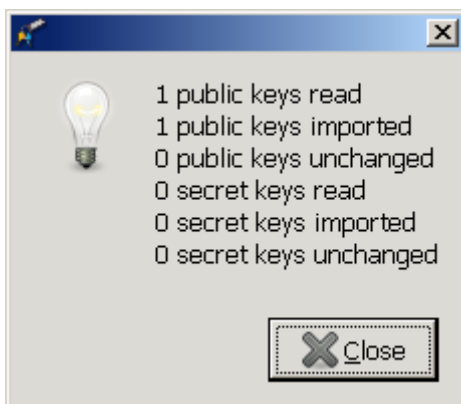 1 public keys read
1 public keys imported
0 public keys unchanged
0 secret keys read
0 secret keys imported
0 secret keys unchanged
Close